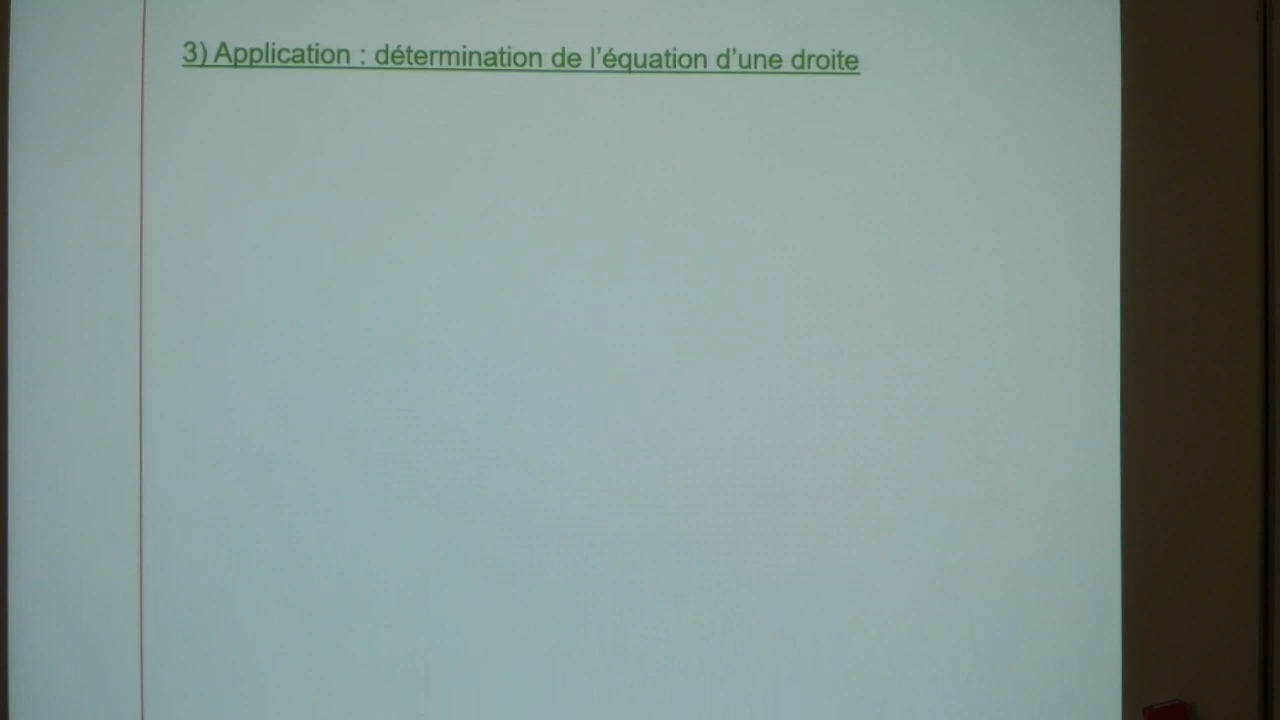 3) Application : détermination de l’équation d’une droite